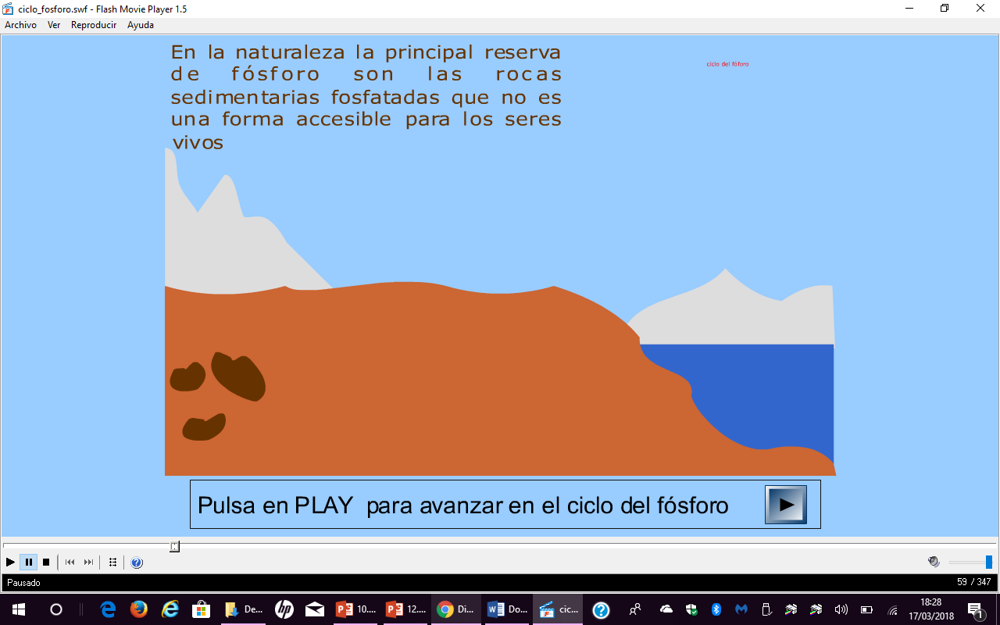 ciclo_fosforo.swf - Flash Movie Player 1.5
Archivo Ver Reproducir Ayuda
En la naturaleza la principal reserva
de fósforo son las rocas
sedimentarias fosfatadas que no es
una forma accesible para los seres
vivos
ciclo del fóforo
Pulsa en PLAY para avanzar en el ciclo del fósforo
Pausado
59 / 347
De...
10....
12....
Di...
Do...
cic...
18:28
17/03/2018
1